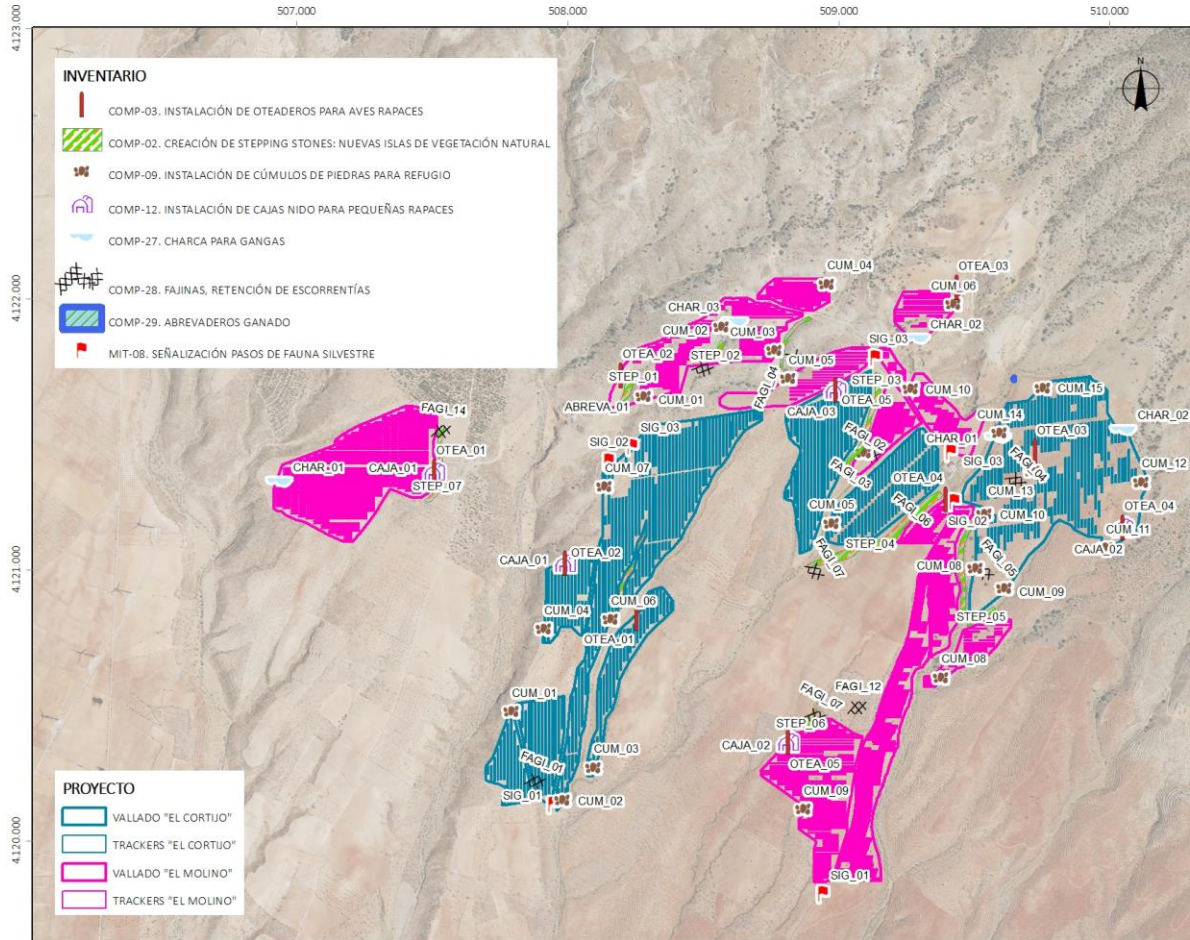 507.000
508.000
509.000
510.000
4.123.000
4.122.000
4.121.000
4.120.000
N
INVENTARIO
COMP-03. INSTALACIÓN DE OTEADEROS PARA AVES RAPACES
COMP-02. CREACIÓN DE STEPPING STONES: NUEVAS ISLAS DE VEGETACIÓN NATURAL
COMP-09. INSTALACIÓN DE CÚMULOS DE PIEDRAS PARA REFUGIO
COMP-12. INSTALACIÓN DE CAJAS NIDO PARA PEQUEÑAS RAPACES
COMP-27. CHARCA PARA GANGAS
COMP-28. FAJINAS, RETENCIÓN DE ESCORRENTÍAS
COMP-29. ABREVADEROS GANADO
MIT-08. SEÑALIZACIÓN PASOS DE FAUNA SILVESTRE
CUM_04
OTEA_03
CUM_06
CHAR_03
CHAR_02
CUM_02
CUM_03
SIG_03
OTEA_02
STEP_02
CUM_05
STEP_01
FAGI_04
STEP_03
CUM_10
CUM_15
ABREVA_01
CUM_01
CAJA_03
OTEA_05
FAGI_14
CUM_14
CHAR_02
SIG_03
FAGI_02
CHAR_01
OTEA_03
SIG_02
OTEA_01
CHAR_01
CAJA_01
CUM_07
SIG_03
FAGI_04
CUM_12
STEP_07
FAGI_03
OTEA_04
CUM_13
CUM_05
FAGI_06
SIG_02
CUM_10
OTEA_04
CUM_11
STEP_04
CAJA_02
CAJA_01
OTEA_02
FAGI_07
CUM_08
FAGI_05
CUM_09
CUM_06
CUM_04
OTEA_01
STEP_05
CUM_08
CUM_01
FAGI_12
FAGI_07
STEP_06
CAJA_02
CUM_03
FAGI_01
OTEA_05
SIG_01
CUM_02
CUM_09
SIG_01
PROYECTO
VALLADO "EL CORTIJO"
TRACKERS "EL CORTIJO"
VALLADO "EL MOLINO"
TRACKERS "EL MOLINO"